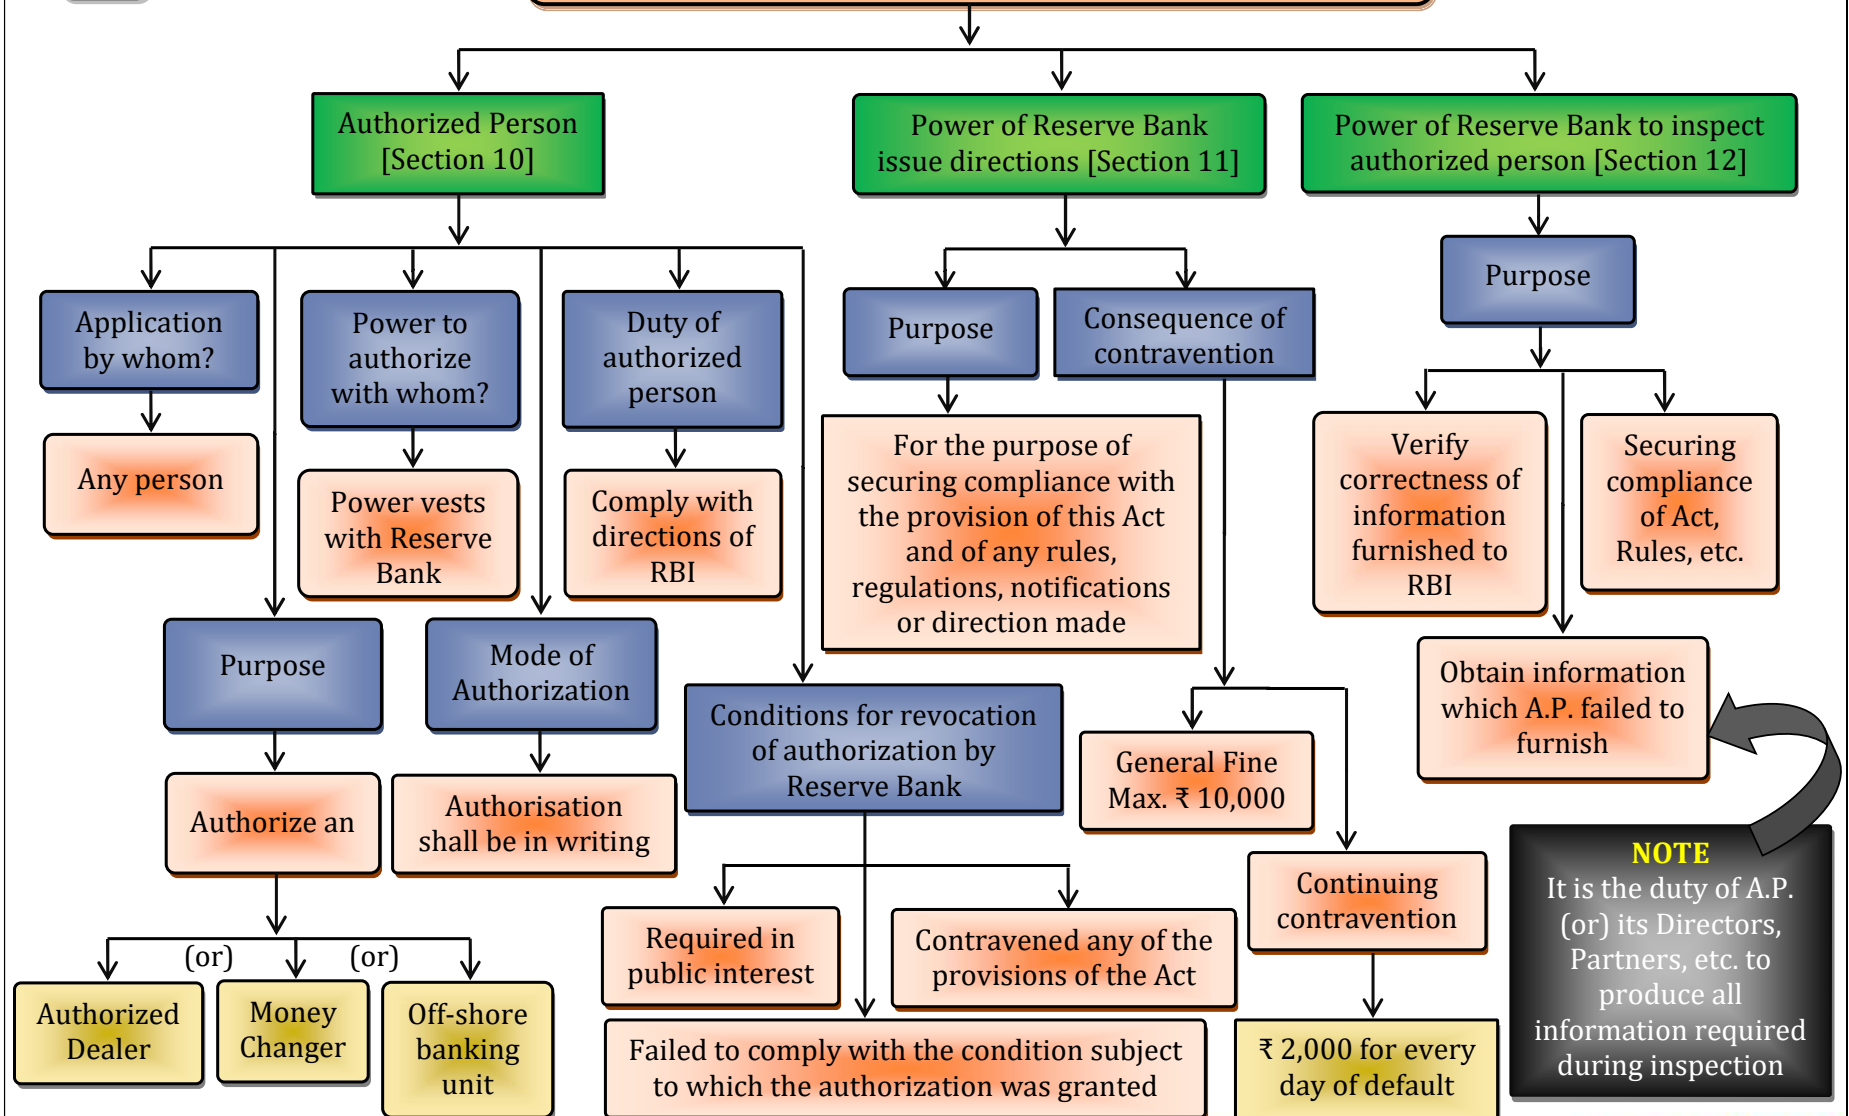 Authorized Person
[Section 10]
Power of Reserve Bank
issue directions [Section 11]
Power of Reserve Bank to inspect
authorized person [Section 12]
Application
by whom?
Power to
authorize
with whom?
Duty of
authorized
person
Purpose
Consequence of
contravention
Purpose
Any person
Power vests
with Reserve
Bank
Comply with
directions of
RBI
For the purpose of
securing compliance with
the provision of this Act
and of any rules,
regulations, notifications
or direction made
Verify
correctness of
information
furnished to
RBI
Securing
compliance
of Act,
Rules, etc.
Purpose
Mode of
Authorization
Conditions for revocation
of authorization by
Reserve Bank
Obtain information
which A.P. failed to
furnish
General Fine
Max. ₹ 10,000
Authorize an
Authorisation
shall be in writing
Continuing
contravention
NOTE
It is the duty of A.P.
(or) its Directors,
Partners, etc. to
produce all
information required
during inspection
Required in
public interest
Contravened any of the
provisions of the Act
(or)
(or)
Authorized
Dealer
Money
Changer
Off-shore
banking
unit
Failed to comply with the condition subject
to which the authorization was granted
₹ 2,000 for every
day of default